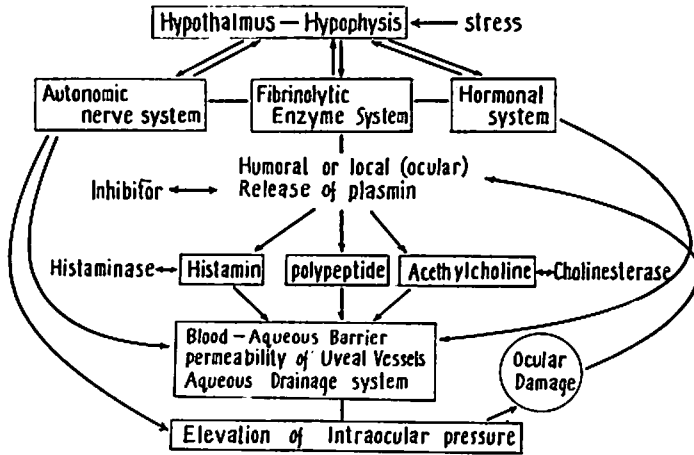 Hypothalmus — Hypophysis
stress
Autonomic
nerve system
Fibrinolytic
Enzyme System
Hormonal
system
Humoral or local (ocular)
Release of plasmin
Inhibitor
Histaminase
Histamin
polypeptide
Acethylcholine
Cholinesterase
Blood — Aqueous Barrier
permeability of Uveal Vessels
Aqueous Drainage system
Ocular
Damage
Elevation of Intraocular pressure